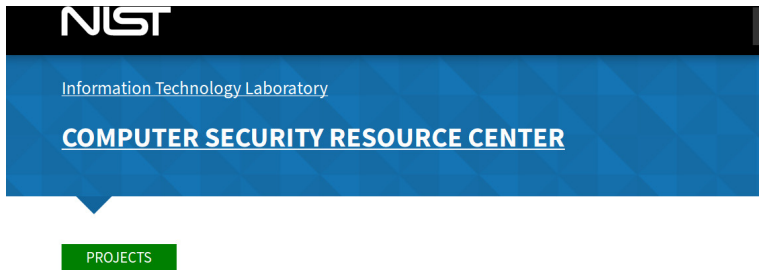 NIST
Information Technology Laboratory
COMPUTER SECURITY RESOURCE CENTER
PROJECTS